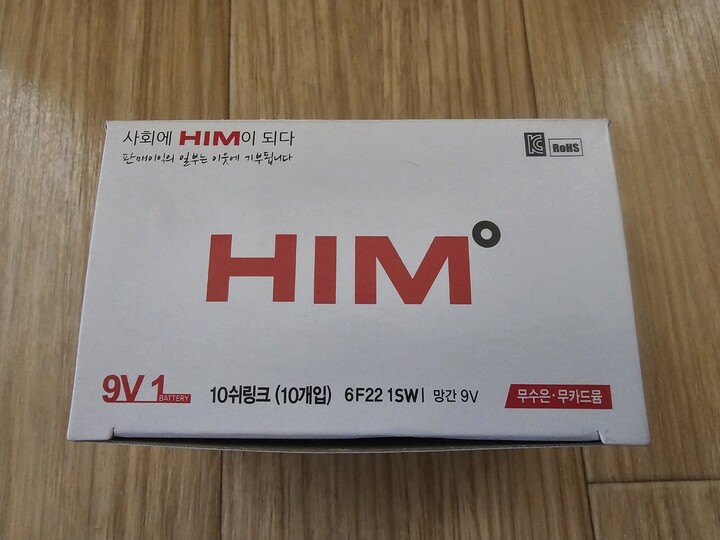 사회에 HIM이 되다
판매이익의 일부는 이웃에 기부됩니다
KC RoHS
HIM
9V 1 BATTERY
10쉬링크 (10개입) 6F22 1SW| 망간 9V
무수은·무카드뮴